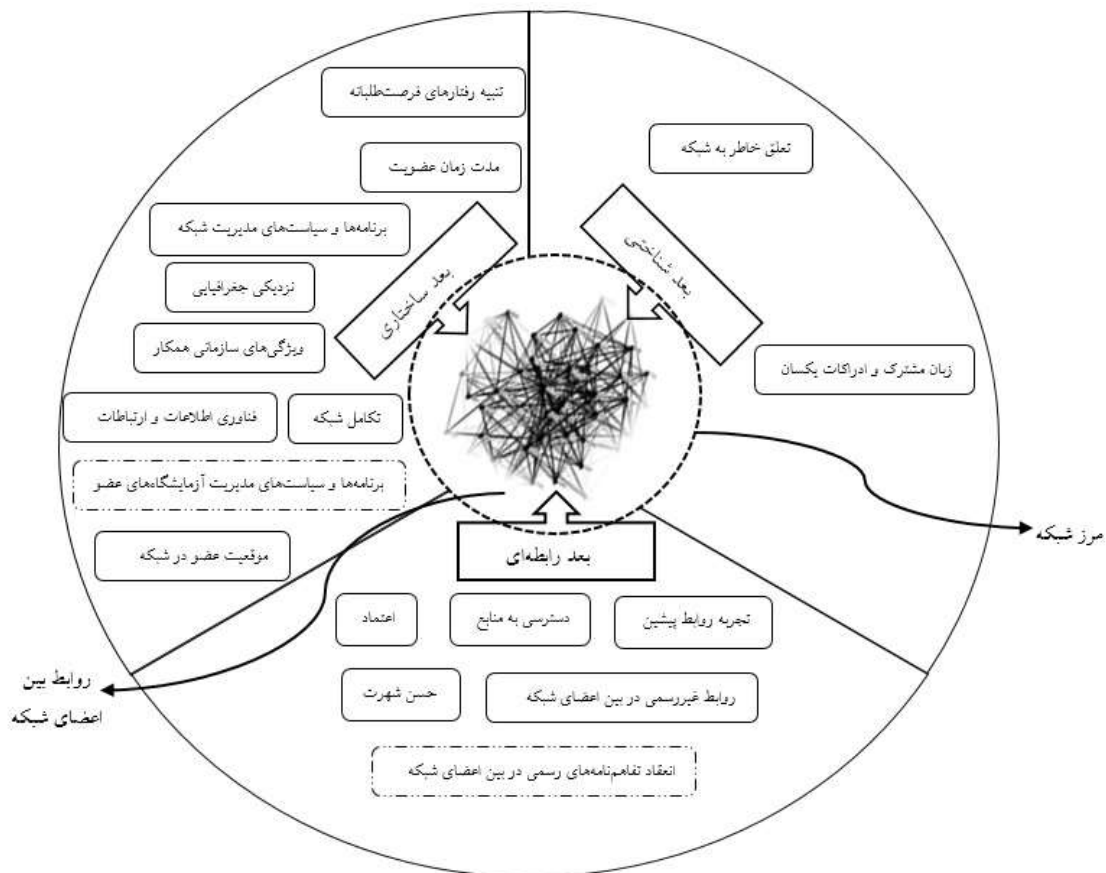 تنبیه رفتارهای فرصت‌طلبانه
تعلق خاطر به شبکه
مدت زمان عضویت
برنامه‌ها و سیاست‌های مدیریت شبکه
بعد ساختاری
بعد شناختی
نزدیکی جغرافیایی
ویژگی‌های سازمانی همکار
زبان مشترک و ادراکات یکسان
تکامل شبکه
فناوری اطلاعات و ارتباطات
برنامه‌ها و سیاست‌های مدیریت آزمایشگاه‌های عضو
موقعیت عضو در شبکه
مرز شبکه
بعد رابطه‌ای
تجربه روابط پیشین
دسترسی به منابع
اعتماد
روابط غیررسمی در بین اعضای شبکه
حسن شهرت
روابط بین
اعضای شبکه
انعقاد تفاهم‌نامه‌های رسمی در بین اعضای شبکه